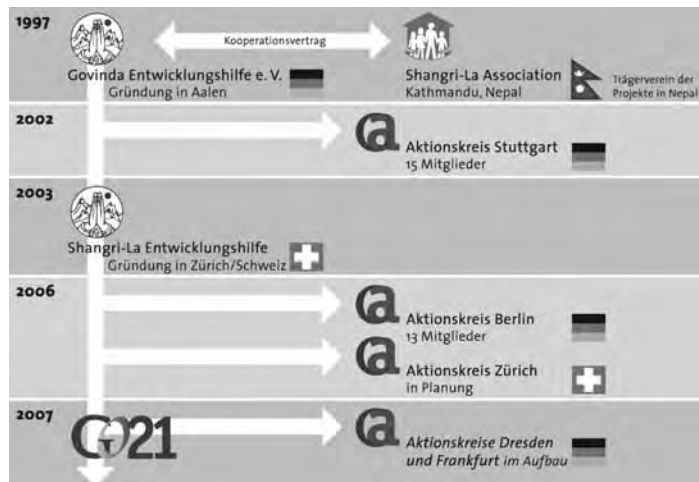 1997
Kooperationsvertrag
Govinda Entwicklungshilfe e. V.
Gründung in Aalen
Shangri-La Association
Kathmandu, Nepal
Trägerverein der
Projekte in Nepal
2002
a
Aktionskreis Stuttgart
15 Mitglieder
2003
Shangri-La Entwicklungshilfe
Gründung in Zürich/Schweiz
2006
a
Aktionskreis Berlin
13 Mitglieder
a
Aktionskreis Zürich
in Planung
2007
GO21
a
Aktionskreise Dresden
und Frankfurt im Aufbau